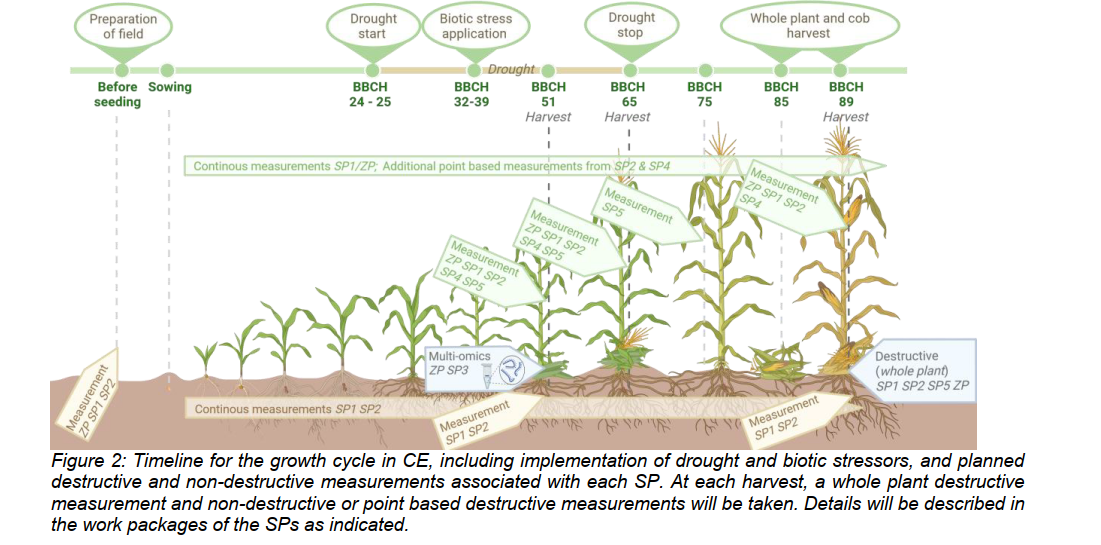 Preparation
of field
Drought
start
Biotic stress
application
Drought
stop
Whole plant and cob
harvest
Drought
Before
seeding
Sowing
BBCH
24 - 25
BBCH
32-39
BBCH
51
Harvest
BBCH
65
Harvest
BBCH
75
BBCH
85
BBCH
89
Harvest
Continous measurements SP1/ZP; Additional point based measurements from SP2 & SP4
Measurement
ZP SP1 SP2
SP4
Measurement
SP5
Measurement
ZP SP1 SP2
SP4 SP5
Measurement
ZP SP1 SP2
SP4 SP5
Multi-omics
ZP SP3
Destructive
(whole plant)
SP1 SP2 SP5 ZP
Measurement
ZP SP1 SP2
Continous measurements SP1 SP2
Measurement
SP1 SP2
Measurement
SP1 SP2
Figure 2: Timeline for the growth cycle in CE, including implementation of drought and biotic stressors, and planned
destructive and non-destructive measurements associated with each SP. At each harvest, a whole plant destructive
measurement and non-destructive or point based destructive measurements will be taken. Details will be described in
the work packages of the SPs as indicated.